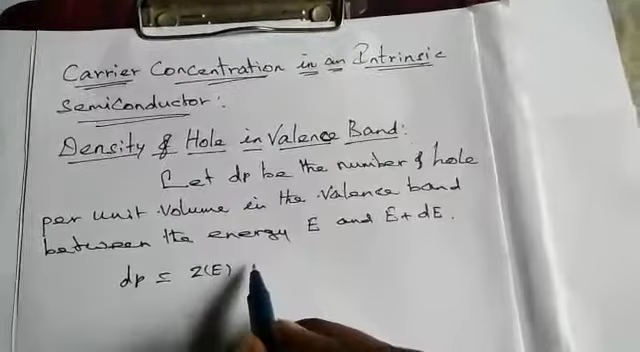 Carrier Concentration in an Intrinsic
Semiconductor:
Density of Hole in Valence Band:
Let dp be the number of hole
per unit volume in the valence band
between the energy E and E+dE.
dp = Z(E)